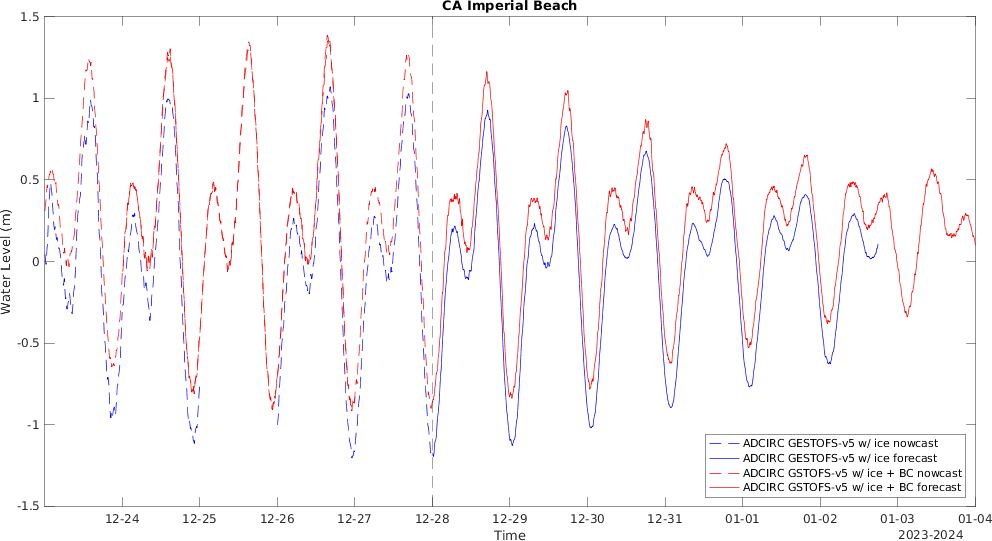 CA Imperial Beach
Water Level (m)
1.5
1
0.5
0
-0.5
-1
-1.5
ADCIRC GESTOFS-v5 w/ ice nowcast
ADCIRC GESTOFS-v5 w/ ice forecast
ADCIRC GSTOFS-v5 w/ ice + BC nowcast
ADCIRC GSTOFS-v5 w/ ice + BC forecast
12-24 12-25 12-26 12-27 12-28 12-29 12-30 12-31 01-01 01-02 01-03 01-04
Time
2023-2024